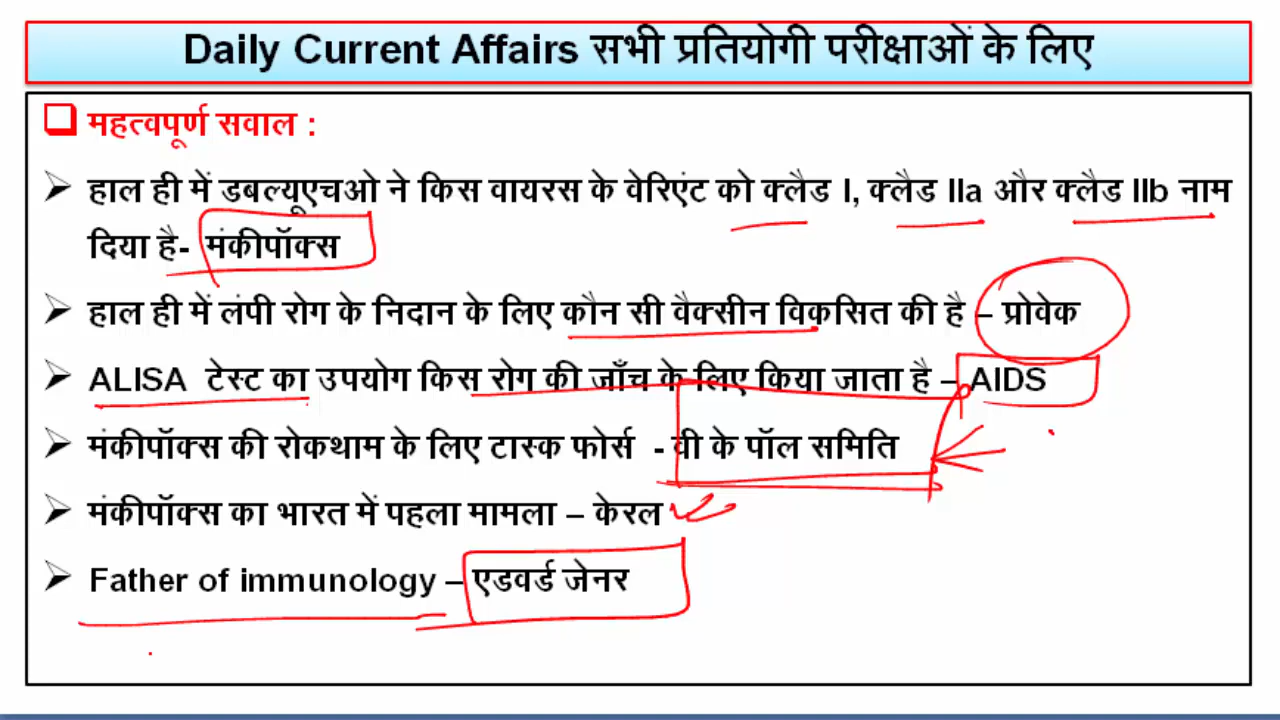 Daily Current Affairs सभी प्रतियोगी परीक्षाओं के लिए
महत्वपूर्ण सवाल :
हाल ही में डबल्यूएचओ ने किस वायरस के वेरिएंट को क्लैड I, क्लैड IIa और क्लैड IIb नाम
दिया है- मंकीपॉक्स
हाल ही में लंपी रोग के निदान के लिए कौन सी वैक्सीन विकसित की है – प्रोवेक
ALISA टेस्ट का उपयोग किस रोग की जाँच के लिए किया जाता है – AIDS
मंकीपॉक्स की रोकथाम के लिए टास्क फोर्स - वी के पॉल समिति
मंकीपॉक्स का भारत में पहला मामला – केरल
Father of immunology – एडवर्ड जेनर